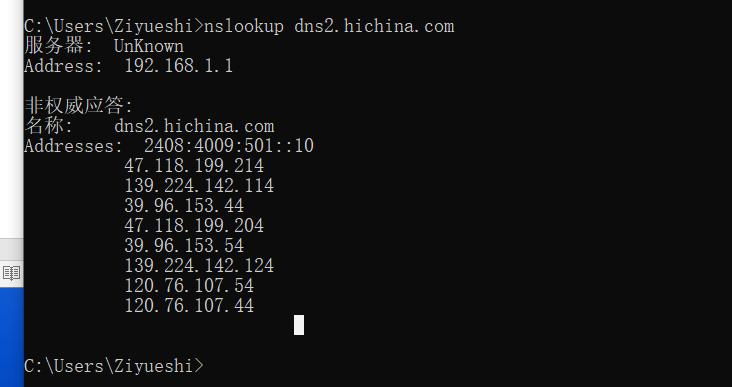 C:\Users\Ziyueshi>nslookup dns2.hichina.com
服务器:  UnKnown
Address:  192.168.1.1
非权威应答:
名称:    dns2.hichina.com
Addresses:  2408:4009:501::10
47.118.199.214
139.224.142.114
39.96.153.44
47.118.199.204
39.96.153.54
139.224.142.124
120.76.107.54
120.76.107.44
C:\Users\Ziyueshi>